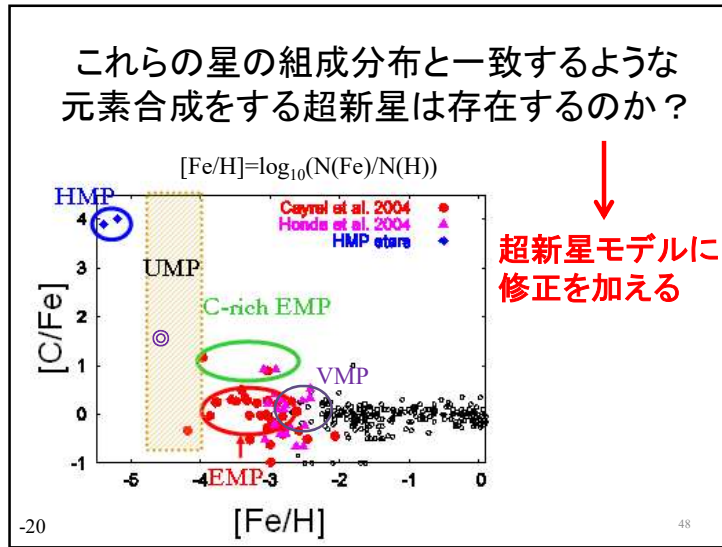 これらの星の組成分布と一致するような
元素合成をする超新星は存在するのか？
[Fe/H]=log₁₀(N(Fe)/N(H))
超新星モデルに
修正を加える
HMP
Cayrel et al. 2004
Honda et al. 2004
HMP stars
UMP
C-rich EMP
VMP
EMP
[C/Fe]
4
3
2
1
0
-1
-5 -4 -3 -2 -1 0
[Fe/H]
-20
48